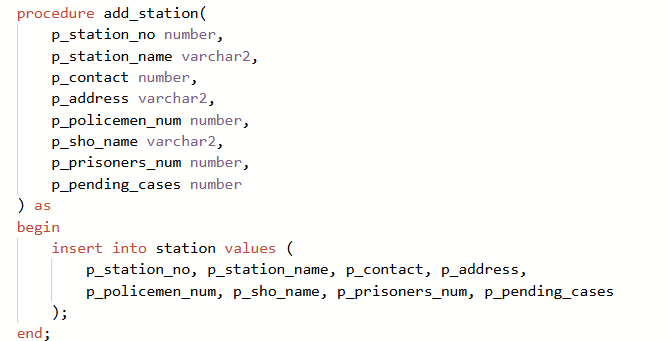 procedure add_station(
    p_station_no number,
    p_station_name varchar2,
    p_contact number,
    p_address varchar2,
    p_policemen_num number,
    p_sho_name varchar2,
    p_prisoners_num number,
    p_pending_cases number
) as
begin
    insert into station values (
        p_station_no, p_station_name, p_contact, p_address,
        p_policemen_num, p_sho_name, p_prisoners_num, p_pending_cases
    );
end;